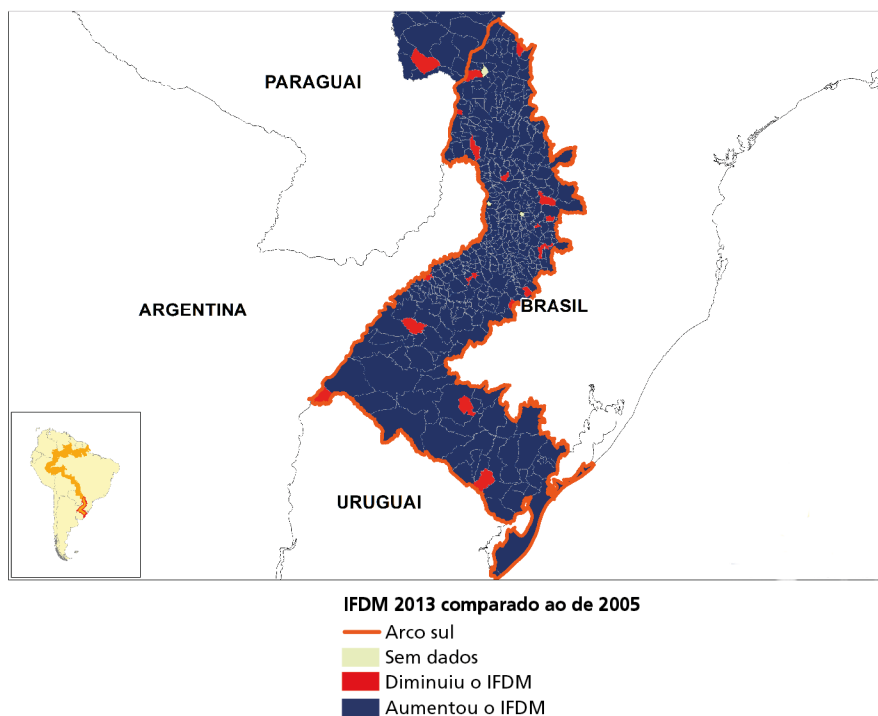 PARAGUAI
ARGENTINA
BRASIL
URUGUAI
IFDM 2013 comparado ao de 2005
Arco sul
Sem dados
Diminuiu o IFDM
Aumentou o IFDM